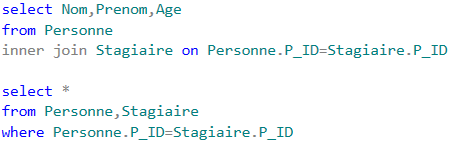 select Nom,Prenom,Age
from Personne
inner join Stagiaire on Personne.P_ID=Stagiaire.P_ID
select *
from Personne,Stagiaire
where Personne.P_ID=Stagiaire.P_ID